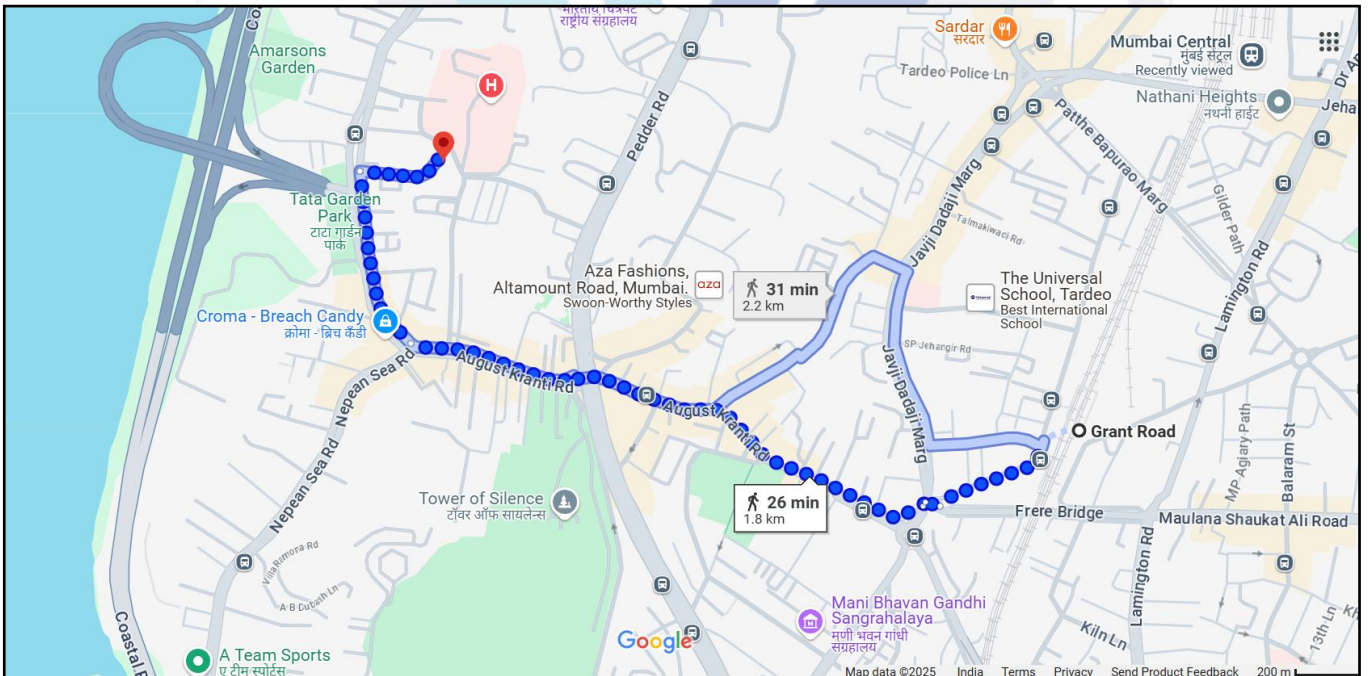 भारतीय चित्रपट
राष्ट्रीय संग्रहालय
Amarsons
Garden
H
Pedder Rd
Sardar
सरदार
Tardeo Police Ln
Mumbai Central
मुंबई सेंट्रल
Recently viewed
Nathani Heights
नथनी हाईट
Patthe Bapurao Marg
Gilder Path
Lamington Rd
Tata Garden
Park
टाटा गार्डन
पार्क
Javji Dadaji Marg
Talmakiwadi Rd
Aza Fashions,
Altamount Road, Mumbai.
Swoon-Worthy Styles
aza
31 min
2.2 km
The Universal
School, Tardeo
Best International
School
Croma - Breach Candy
क्रोमा - ब्रिच कँडी
SP Jehangir Rd
August Kranti Rd
Nepean Sea Rd
Javji Dadaji Marg
August Kranti Rd
Grant Road
MP Agiary Path
Balaram St
Nepean Sea Rd
Tower of Silence
टॉवर ऑफ सायलेन्स
26 min
1.8 km
Frere Bridge
Maulana Shaukat Ali Road
Lamington Rd
A B Dubash Ln
Mani Bhavan Gandhi
Sangrahalaya
मणी भवन गांधी
संग्रहालय
Kiln Ln
13th Ln
Google
A Team Sports
ए टीम स्पोर्ट्स
Map data ©2025 India Terms Privacy Send Product Feedback 200 m